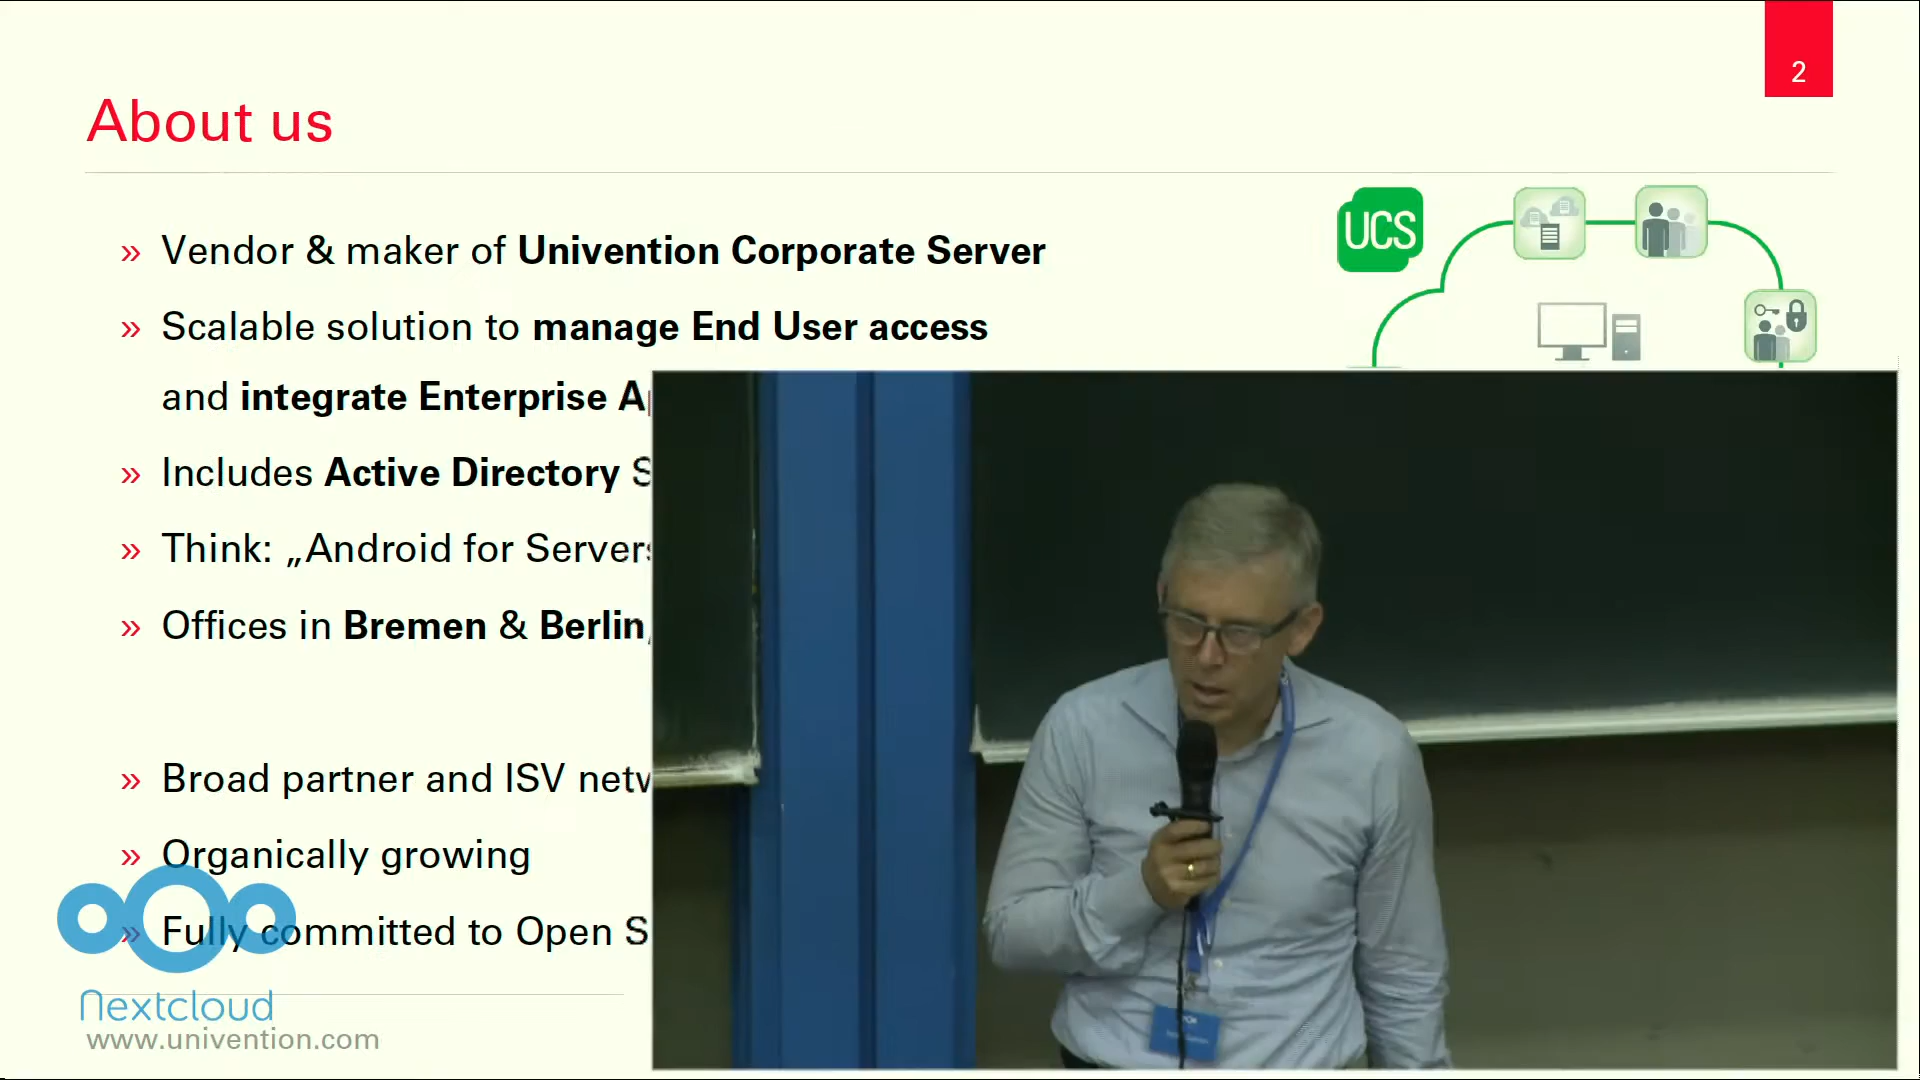 2
About us
UCS
» Vendor & maker of Univention Corporate Server
» Scalable solution to manage End User access
and integrate Enterprise
» Includes Active Directory
» Think: „Android for Servers
» Offices in Bremen & Berlin,
» Broad partner and ISV
» Organically growing
» Fully committed to Open
nextcloud
www.univention.com